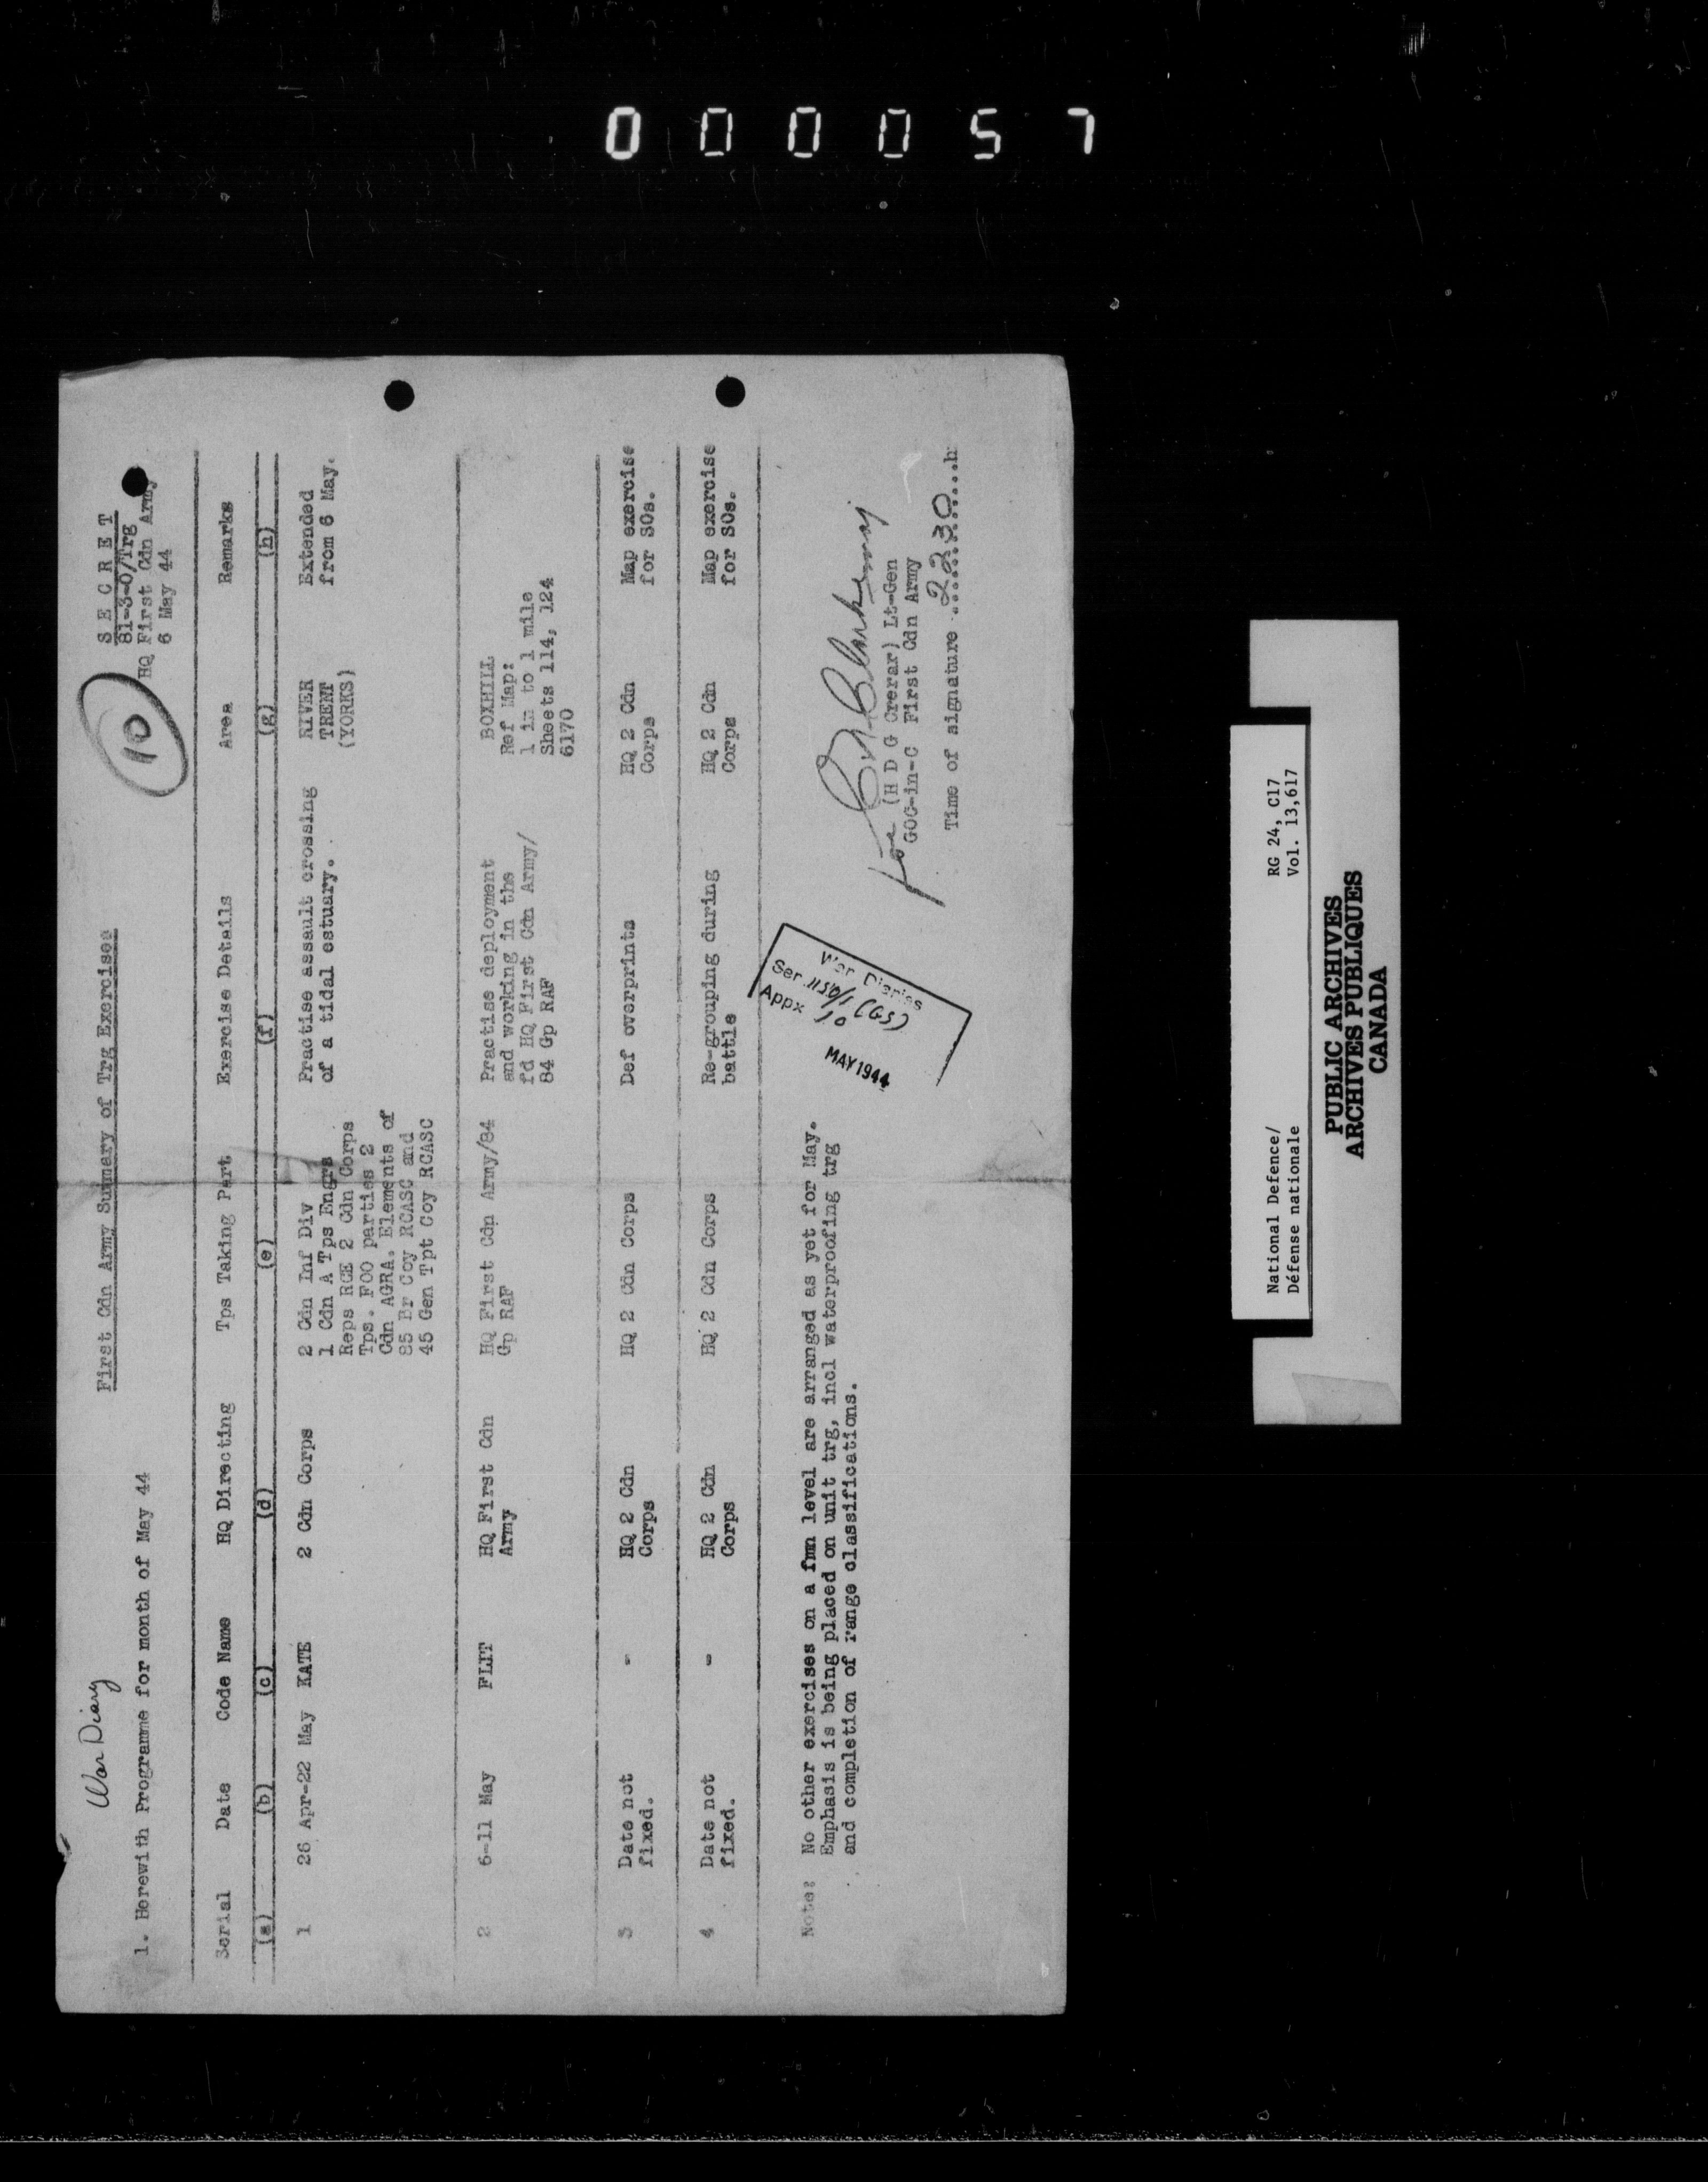 0 0 0 0 5 7
War Diary
10
S E C R E T
81-3-0/Trg
HQ First Cdn Army
6 May 44
First Cdn Army Summary of Trg Exercises
1. Herewith Programme for month of May 44
Serial Date Code Name HQ Directing Tps Taking Part Exercise Details Area Remarks
(a) (b) (c) (d) (e) (f) (g) (h)
1 26 Apr-22 May KATE 2 Cdn Corps 2 Cdn Inf Div Practise assault crossing RIVER Extended
1 Cdn A Tps Engrs of a tidal estuary. TRENT from 6 May.
Reps RCE 2 Cdn Corps (YORKS)
Tps. FOO parties 2
Cdn AGRA. Elements of
85 Br Coy RCASC and
45 Gen Tpt Coy RCASC
2 6-11 May FLIT HQ First Cdn HQ First Cdn Army/84 Practise deployment BOXHILL
Army Gp RAF and working in the Ref Map:
fd HQ First Cdn Army/ 1 in to 1 mile
84 Gp RAF Sheets 114, 124
6170
3 Date not - HQ 2 Cdn HQ 2 Cdn Corps Def overprints HQ 2 Cdn Map exercise
fixed. Corps Corps for SOs.
4 Date not - HQ 2 Cdn HQ 2 Cdn Corps Re-grouping during HQ 2 Cdn Map exercise
fixed. Corps battle Corps for SOs.
Note: No other exercises on a fmn level are arranged as yet for May.
Emphasis is being placed on unit trg, incl waterproofing trg
and completion of range classifications.
War Diaries
Ser 1150/1 (GS)
Appx 10
MAY 1944
for
(H D G Crerar) Lt-Gen
GOC-in-C First Cdn Army
Time of signature ..2230....h
National Defence/ RG 24, C17
Défense nationale Vol. 13,617
PUBLIC ARCHIVES
ARCHIVES PUBLIQUES
CANADA